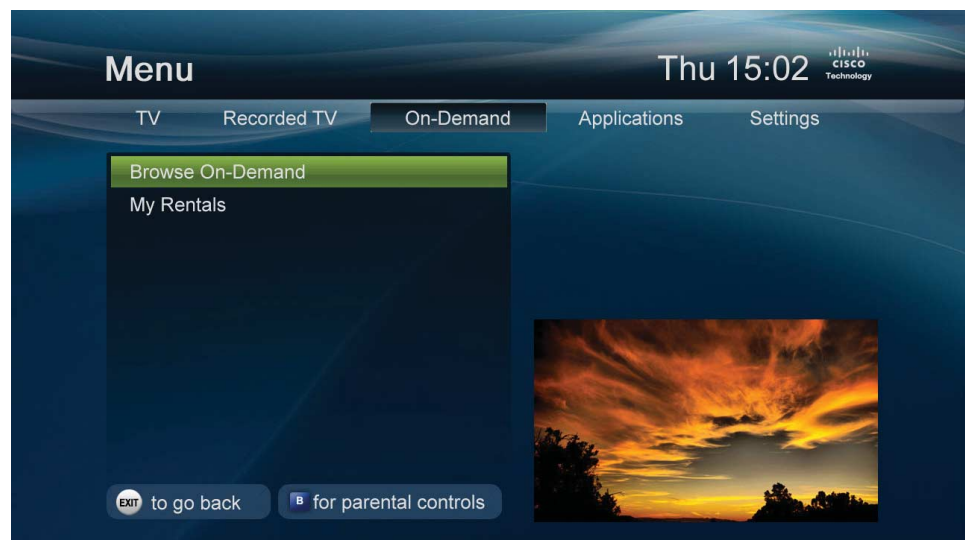 Menu
Thu 15:02
cisco
Technology
TV Recorded TV On-Demand Applications Settings
Browse On-Demand
My Rentals
EXIT to go back B for parental controls